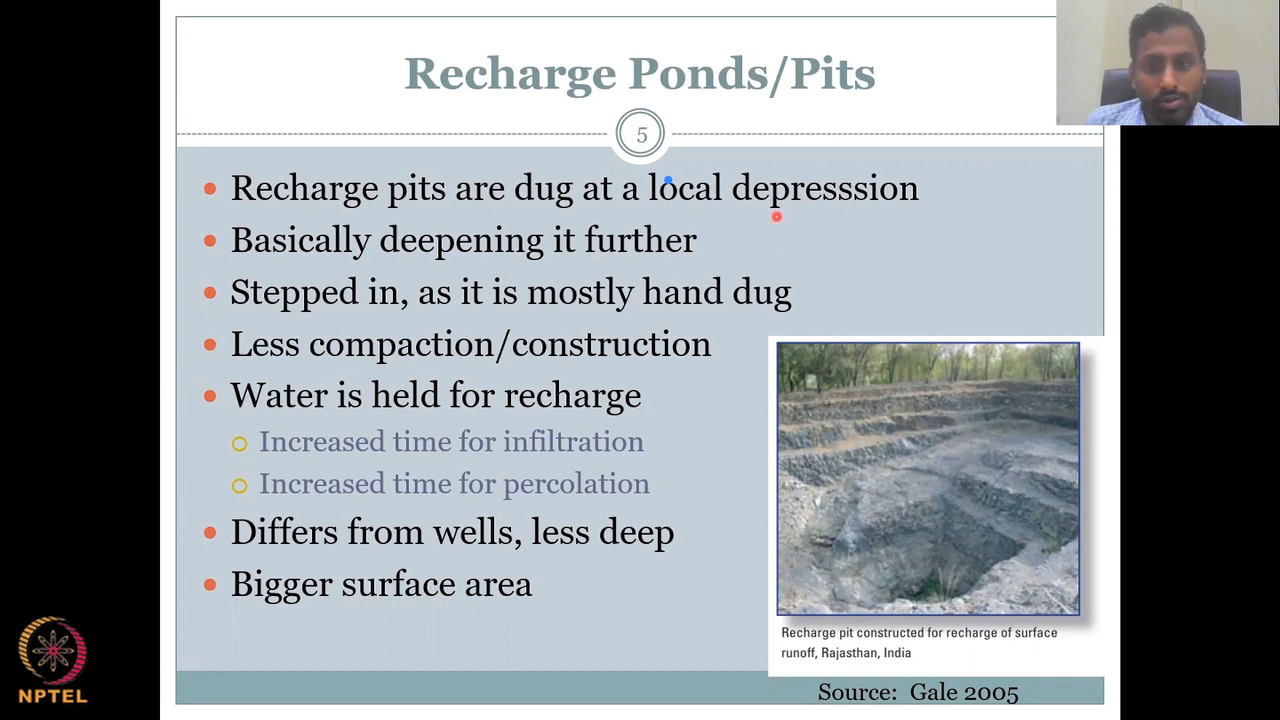 Recharge Ponds/Pits
5
Recharge pits are dug at a local depresssion
Basically deepening it further
Stepped in, as it is mostly hand dug
Less compaction/construction
Water is held for recharge
Increased time for infiltration
Increased time for percolation
Differs from wells, less deep
Bigger surface area
Recharge pit constructed for recharge of surface
runoff, Rajasthan, India
Source: Gale 2005
NPTEL